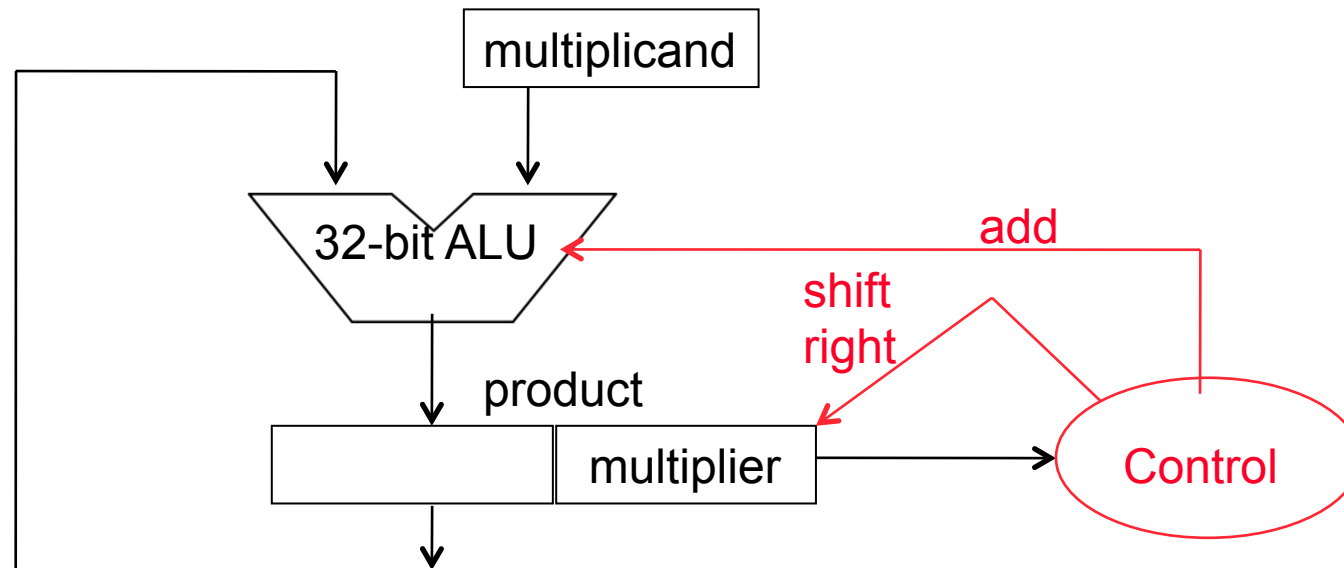 multiplicand
32-bit ALU
add
shift
right
product
multiplier
Control